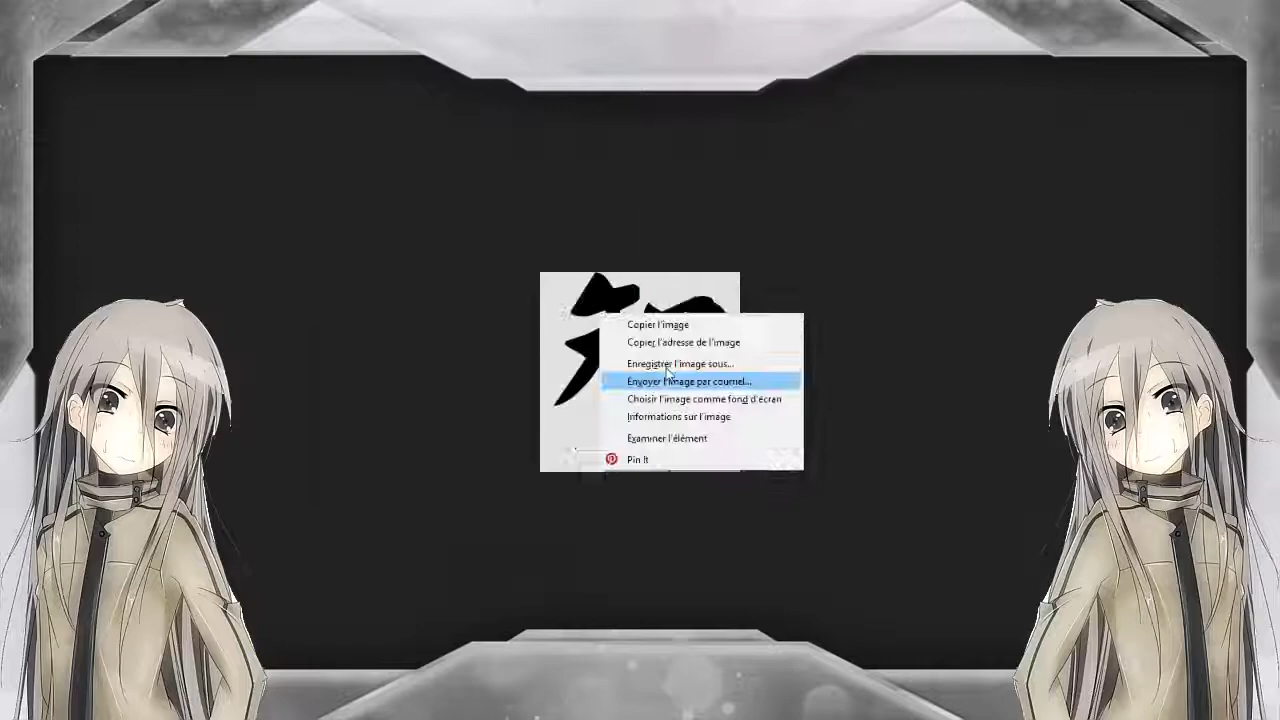 Copier l'image
Copier l'adresse de l'image
Enregistrer l'image sous...
Envoyer l'image par courriel...
Choisir l'image comme fond d'écran
Informations sur l'image
Examiner l'élément
Pin It